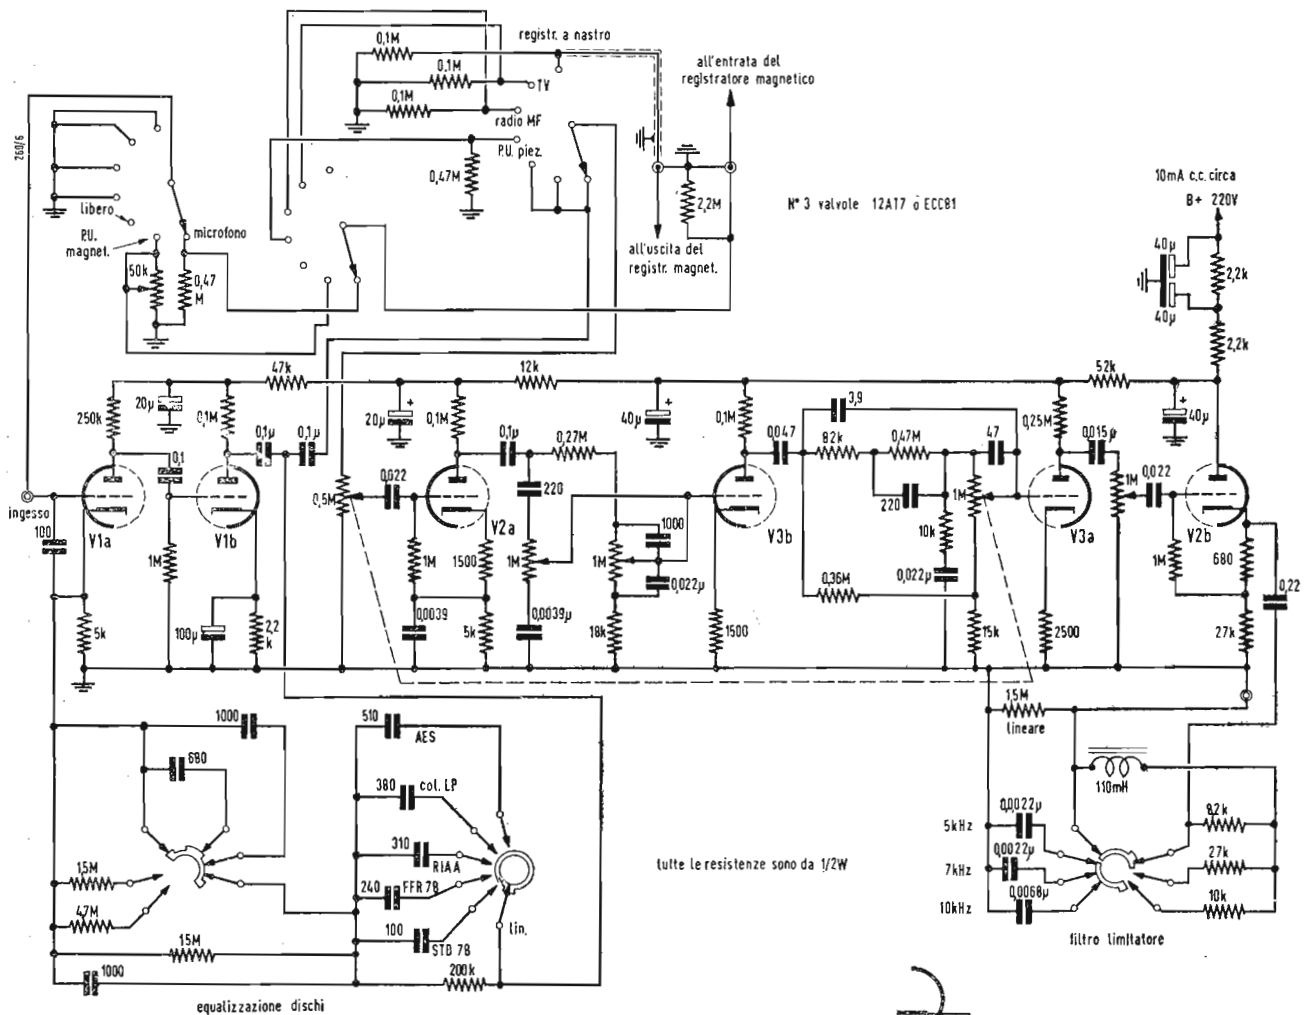 registr. a nastro
0,1M
0,1M
TV
0,1M
radio MF
P.U. piez.
0,47M
all'entrata del
registratore magnetico
2,2M
all'uscita del
registr. magnet.
N° 3 valvole 12AT7 o ECC81
10mA c.c. circa
B+ 220V
40µ
40µ
2,2k
2,2k
260/6
libero
P.U.
magnet.
microfono
50k
0,47
M
47k
12k
52k
250k
20µ
0,1M
0,1µ
0,1µ
0,1
20µ
0,1M
0,1µ
0,27M
40µ
0,1M
0,047
3,9
82k
0,47M
47
0,25M
0,015µ
40µ
ingesso
100
V1a
V1b
0,5M
0,022
V2a
220
1M
1000
V3b
220
10k
1M
V3a
1M
0,022
V2b
1M
1M
1500
1M
0,022µ
0,36M
0,022µ
1M
680
0,22
5k
100µ
2,2
k
0,0039
5k
0,0039µ
18k
1500
15k
2500
27k
1000
680
510
AES
380
col. LP
310
RIAA
240
FFR 78
100
STD 78
lin.
200k
1,5M
47M
15M
1000
equalizzazione dischi
tutte le resistenze sono da 1/2W
1,5M
lineare
110mH
5kHz
0,0022µ
7kHz
0,0022µ
10kHz
0,0068µ
27k
10k
filtro limitatore